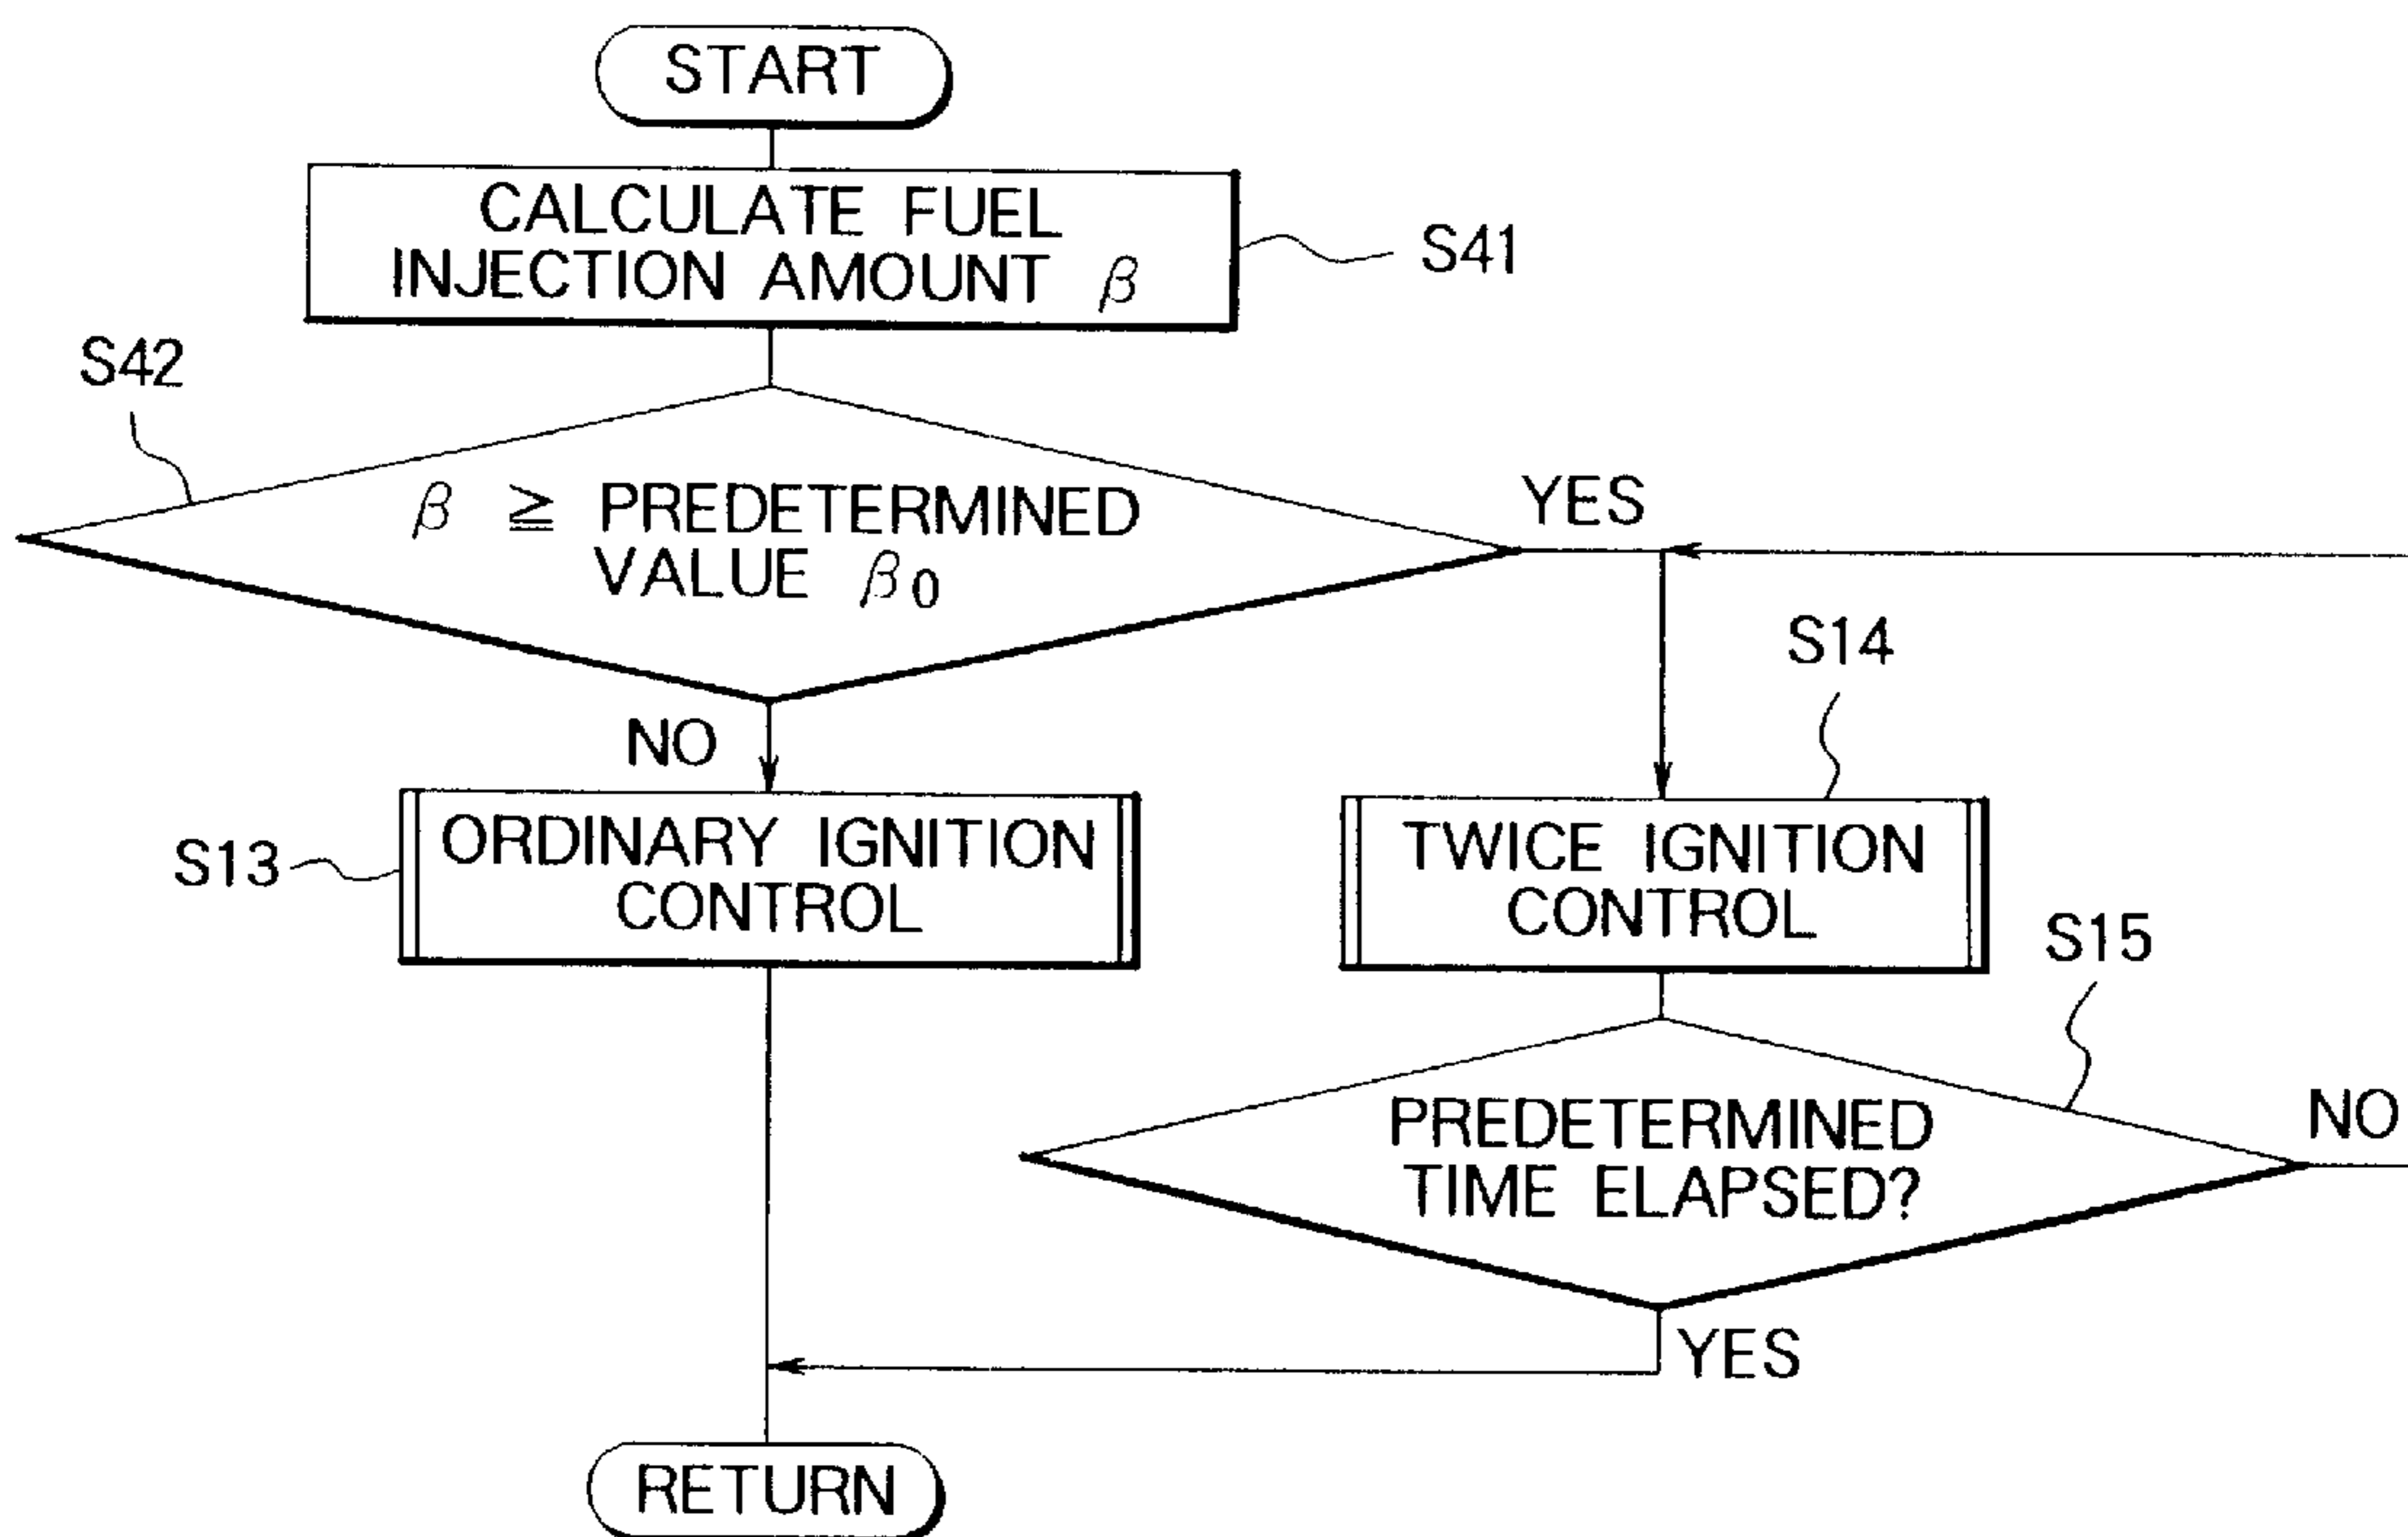 START
CALCULATE FUEL
INJECTION AMOUNT β
S41
S42
β ≧ PREDETERMINED
VALUE β0
YES
NO
S14
S13
ORDINARY IGNITION
CONTROL
TWICE IGNITION
CONTROL
S15
PREDETERMINED
TIME ELAPSED?
NO
YES
RETURN